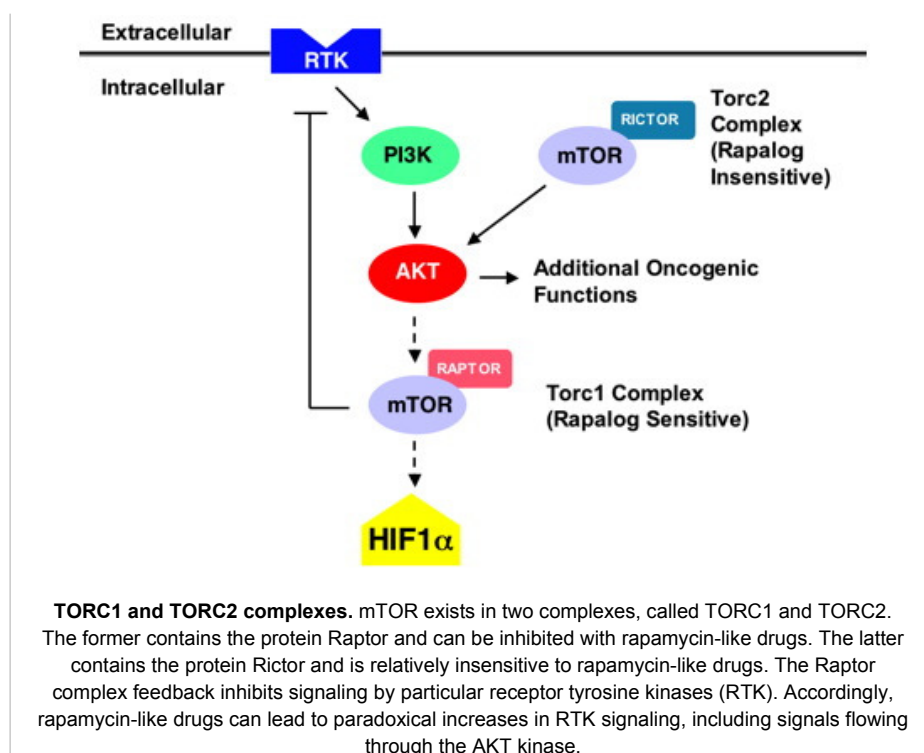 Extracellular
RTK
Intracellular
RICTOR
Torc2
Complex
(Rapalog
Insensitive)
PI3K
mTOR
AKT
Additional Oncogenic
Functions
RAPTOR
mTOR
Torc1 Complex
(Rapalog Sensitive)
HIF1α
TORC1 and TORC2 complexes. mTOR exists in two complexes, called TORC1 and TORC2.
The former contains the protein Raptor and can be inhibited with rapamycin-like drugs. The latter
contains the protein Rictor and is relatively insensitive to rapamycin-like drugs. The Raptor
complex feedback inhibits signaling by particular receptor tyrosine kinases (RTK). Accordingly,
rapamycin-like drugs can lead to paradoxical increases in RTK signaling, including signals flowing
through the AKT kinase.